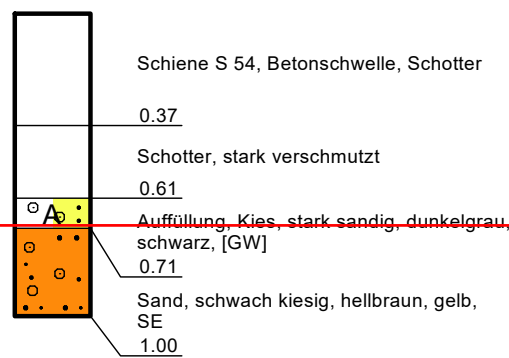 Schiene S 54, Betonschwelle, Schotter
0.37
Schotter, stark verschmutzt
0.61
A
Auffüllung, Kies, stark sandig, dunkelgrau,
schwarz, [GW]
0.71
Sand, schwach kiesig, hellbraun, gelb,
SE
1.00